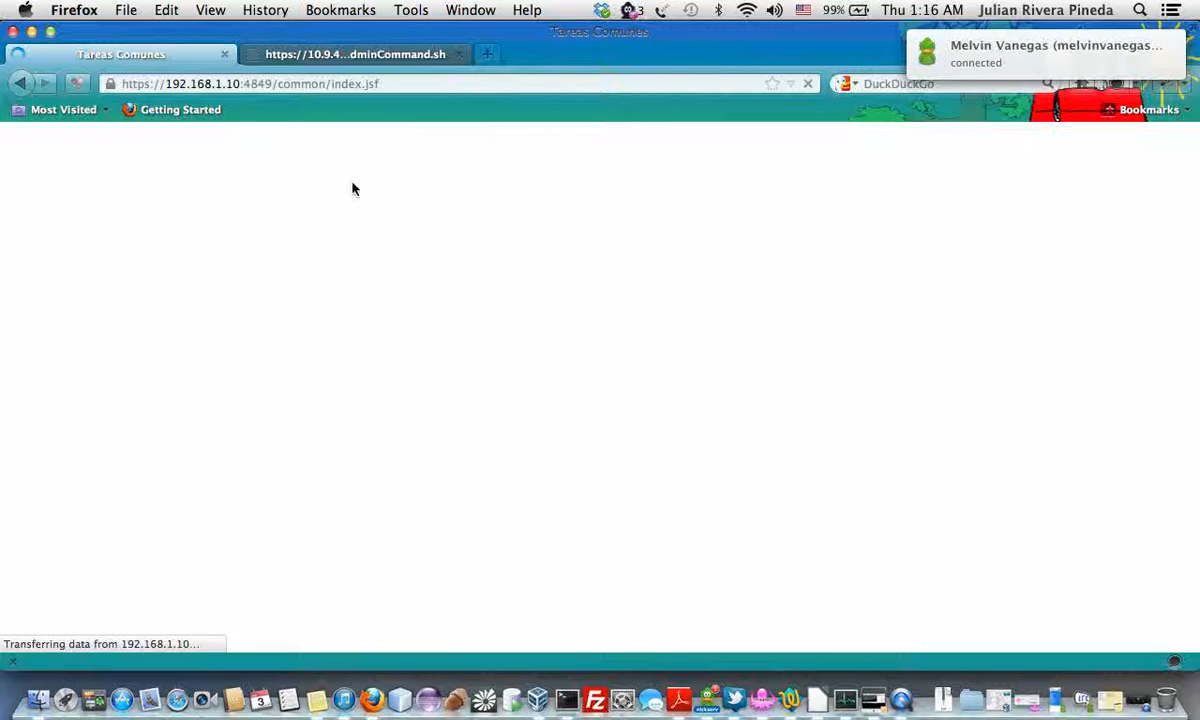 Firefox File Edit View History Bookmarks Tools Window Help 3 99% Thu 1:16 AM Julian Rivera Pineda
Tareas Comunes
Tareas Comunes https://10.9.4...dminCommand.sh
Melvin Vanegas (melvinvanegas...
connected
https://192.168.1.10:4849/common/index.jsf DuckDuckGo
Most Visited Getting Started Bookmarks
Transferring data from 192.168.1.10...
3